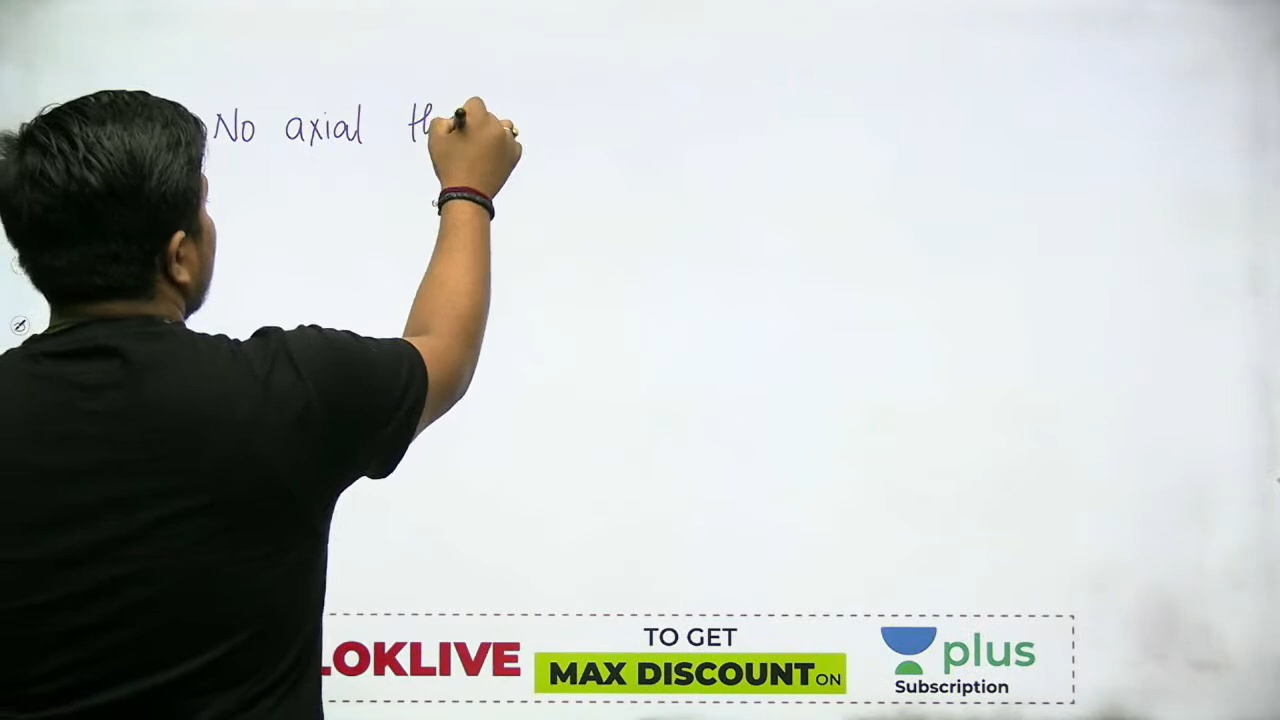 No axial th
LOKLIVE
TO GET
MAX DISCOUNT ON
plus
Subscription